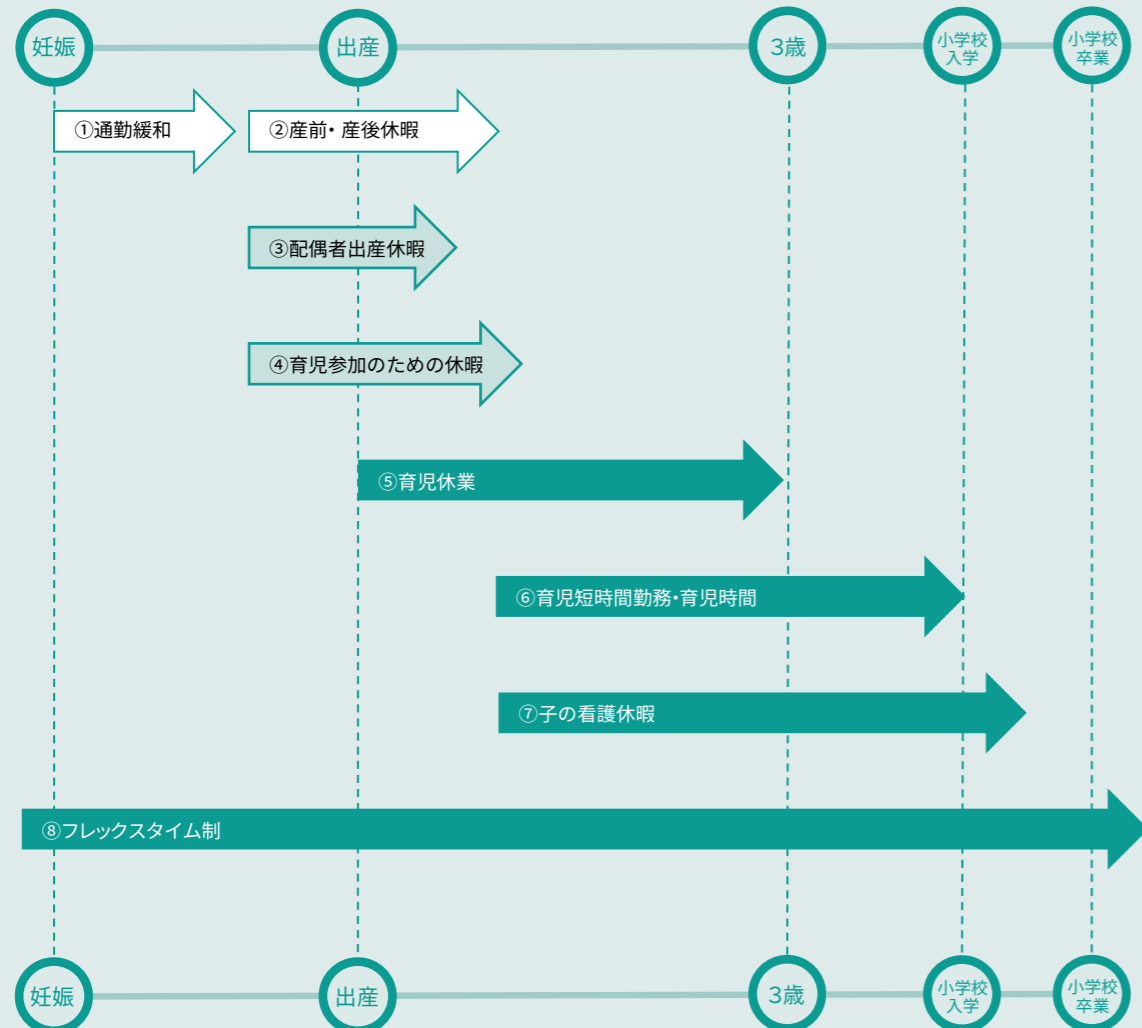 妊娠
出産
3歳
小学校
入学
小学校
卒業
①通勤緩和
②産前・産後休暇
③配偶者出産休暇
④育児参加のための休暇
⑤育児休業
⑥育児短時間勤務・育児時間
⑦子の看護休暇
⑧フレックスタイム制
妊娠
出産
3歳
小学校
入学
小学校
卒業